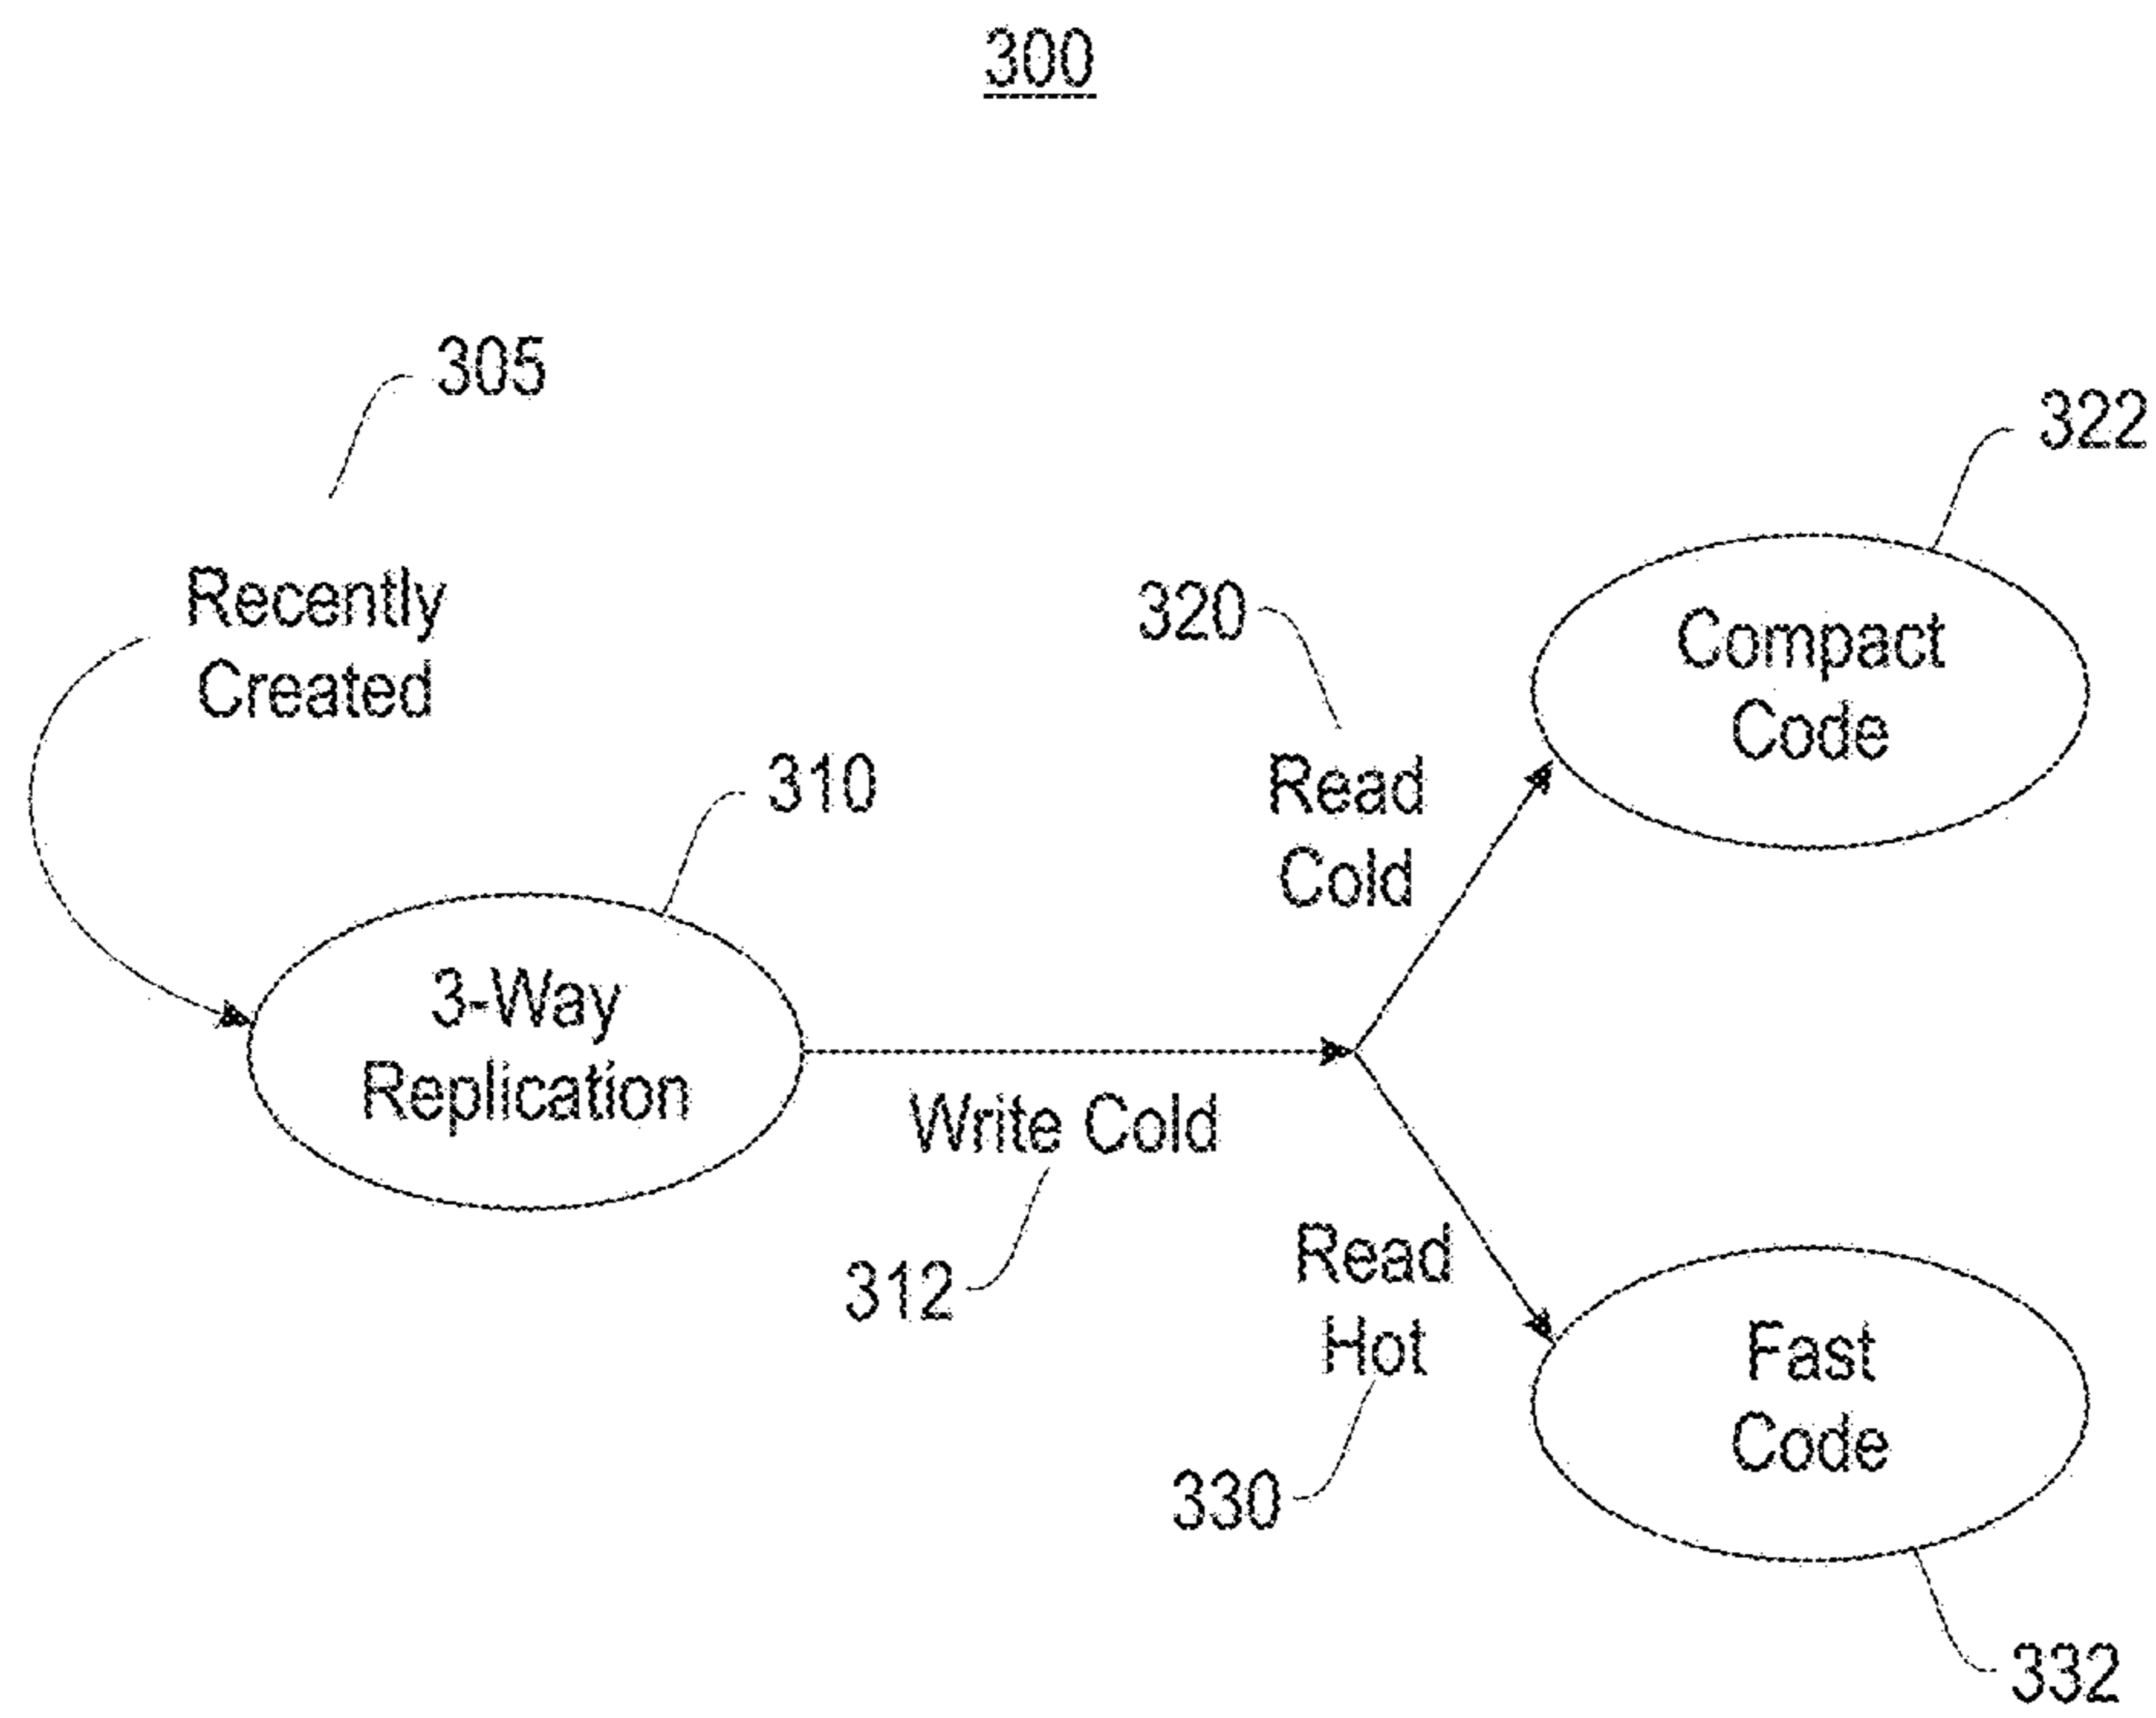 300
305
Recently
Created
310
3-Way
Replication
Write Cold
312
320
Read
Cold
322
Compact
Code
Read
Hot
330
Fast
Code
332